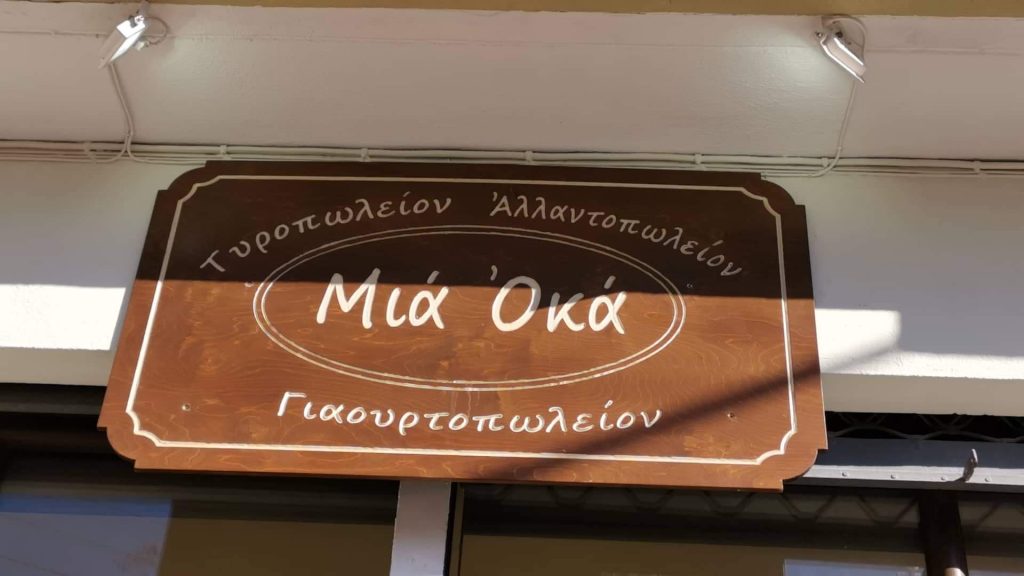 Τυροπωλείον Ἀλλαντοπωλείον
Μιά Ὀκά
Γιαουρτοπωλείον